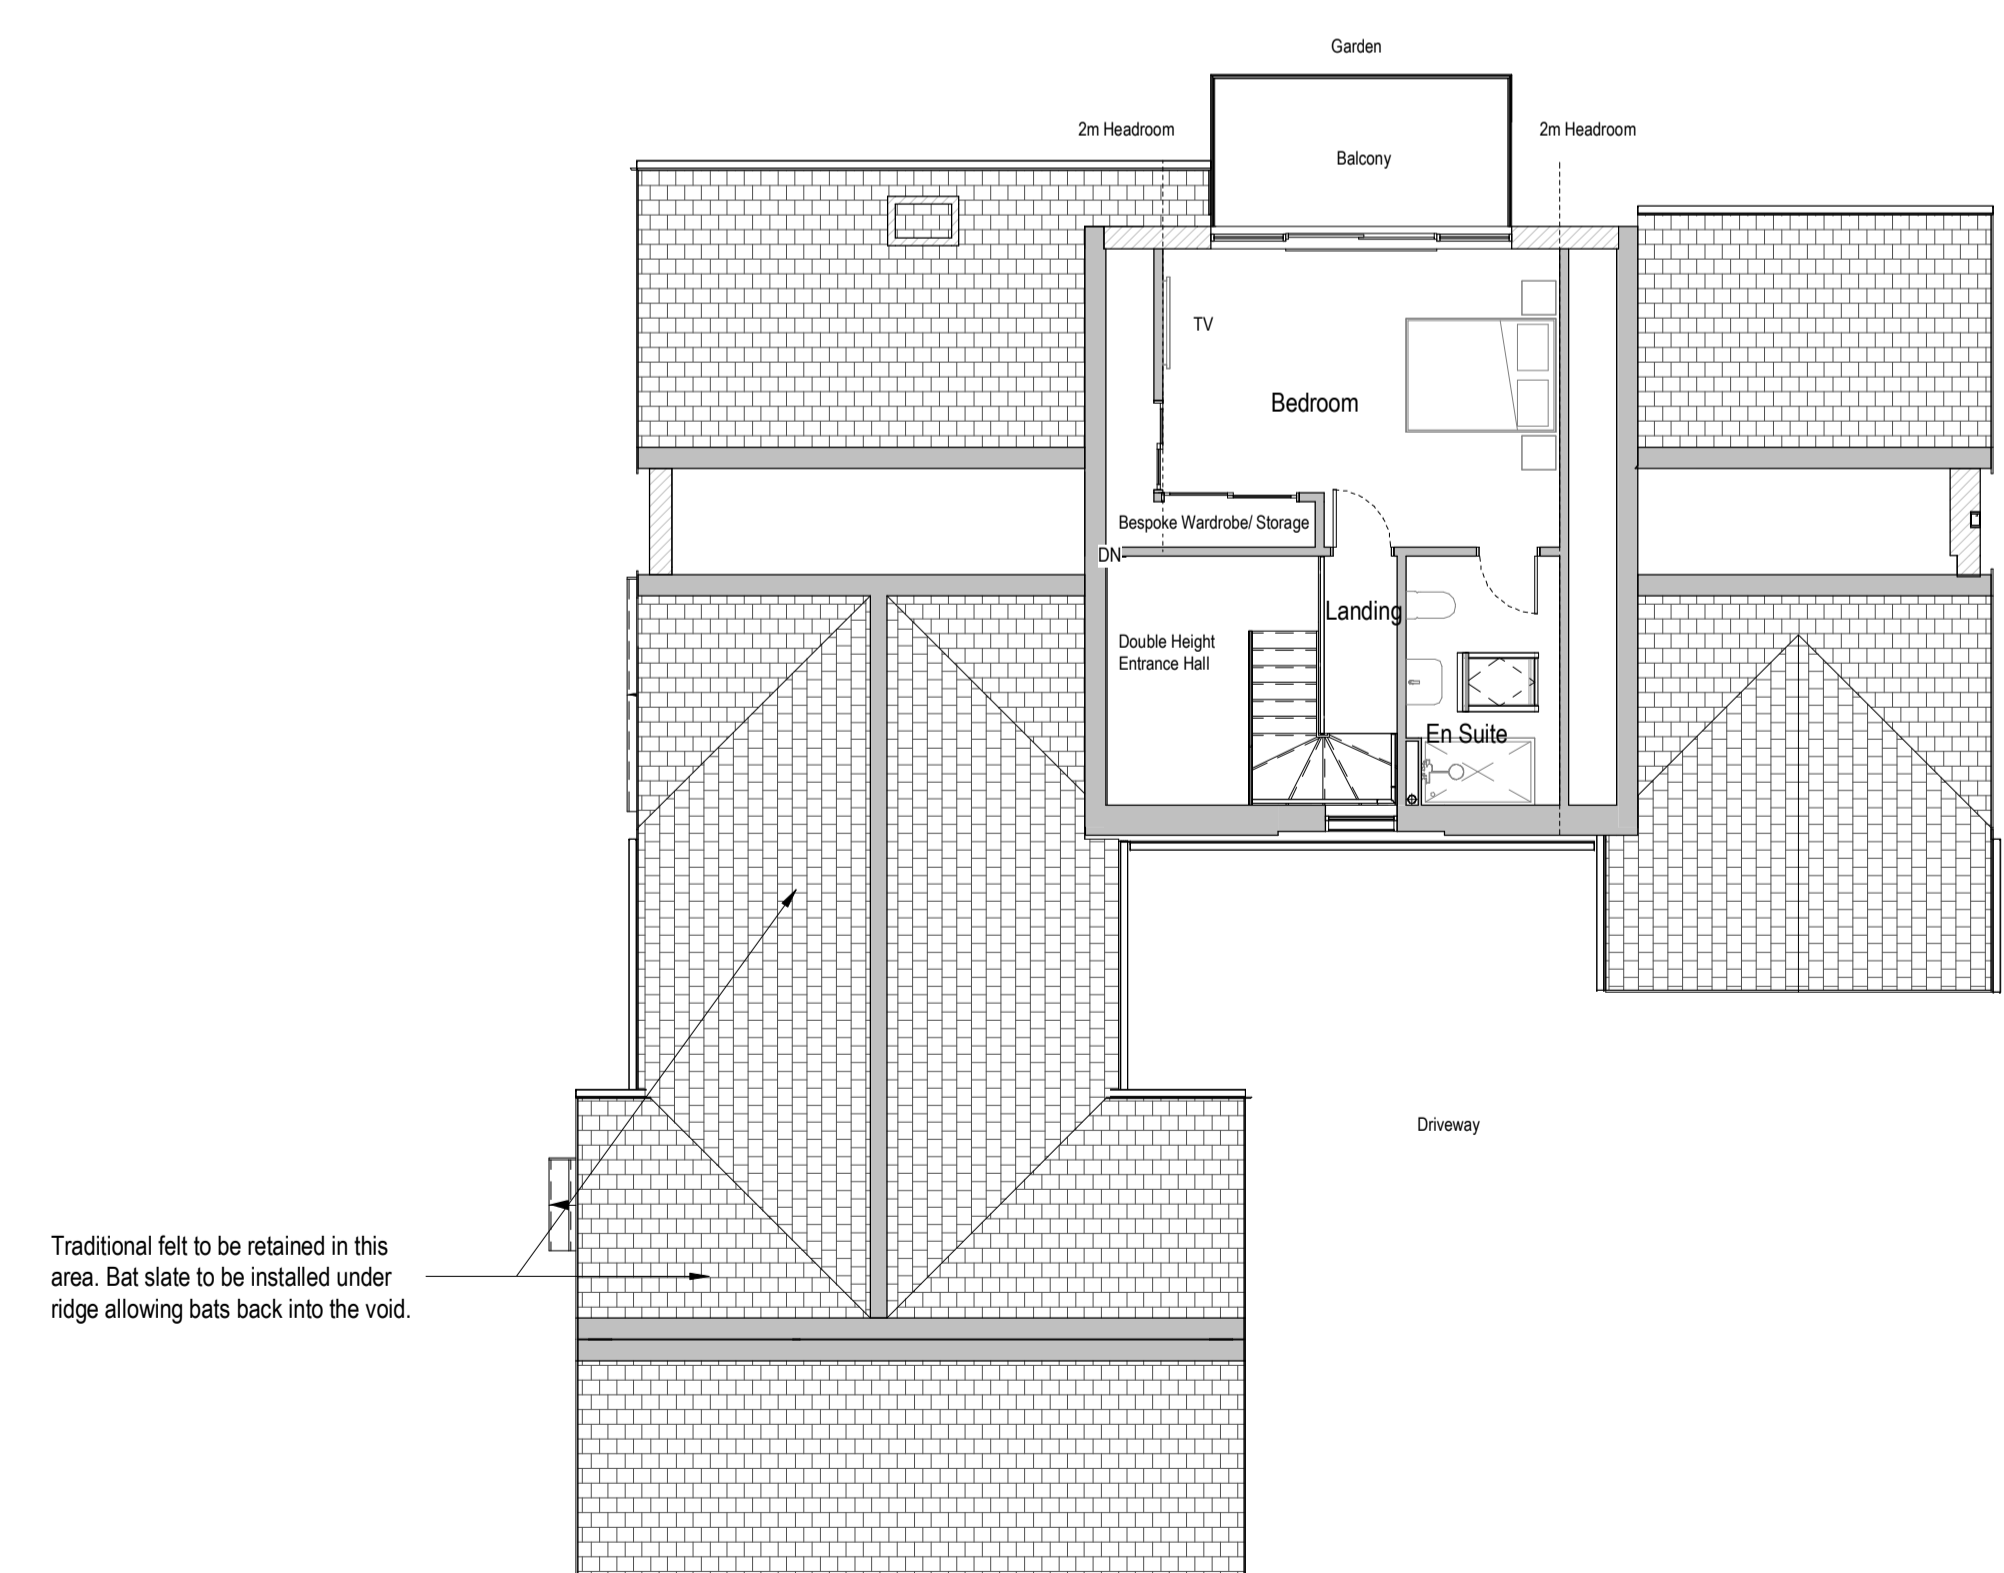 Garden
2m Headroom
2m Headroom
Balcony
TV
Bedroom
Bespoke Wardrobe/ Storage
DN
Landing
Double Height
Entrance Hall
En Suite
Driveway
Traditional felt to be retained in this
area. Bat slate to be installed under
ridge allowing bats back into the void.